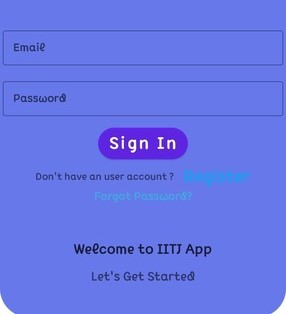 Email
Password
Sign In
Don't have an user account ? Register
Forgot Password?
Welcome to IITJ App
Let's Get Started